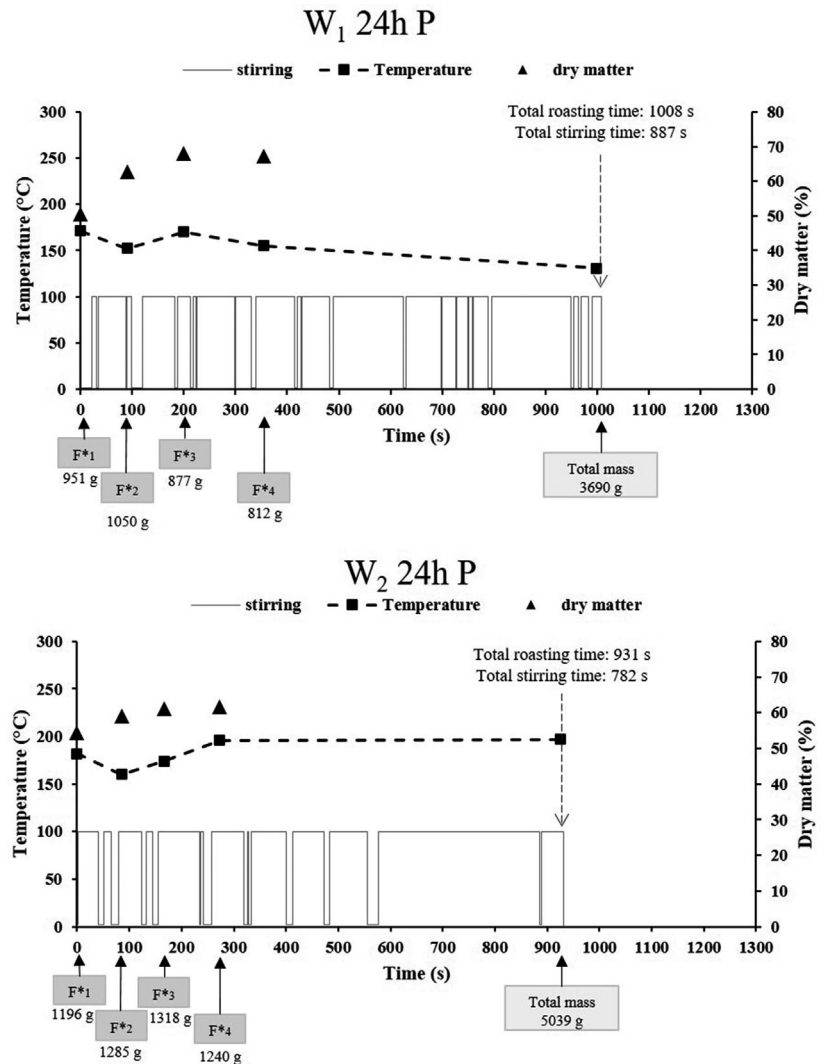 W₁ 24h P
stirring Temperature dry matter
Total roasting time: 1008 s
Total stirring time: 887 s
Temperature (°C)
300
250
200
150
100
50
0
Dry matter (%)
80
70
60
50
40
30
20
10
0
0 100 200 300 400 500 600 700 800 900 1000 1100 1200 1300
Time (s)
F*₁
951 g
F*₂
1050 g
F*₃
877 g
F*₄
812 g
Total mass
3690 g
W₂ 24h P
stirring Temperature dry matter
Total roasting time: 931 s
Total stirring time: 782 s
Temperature (°C)
300
250
200
150
100
50
0
Dry matter (%)
80
70
60
50
40
30
20
10
0
0 100 200 300 400 500 600 700 800 900 1000 1100 1200 1300
Time (s)
F*₁
1196 g
F*₂
1285 g
F*₃
1318 g
F*₄
1240 g
Total mass
5039 g